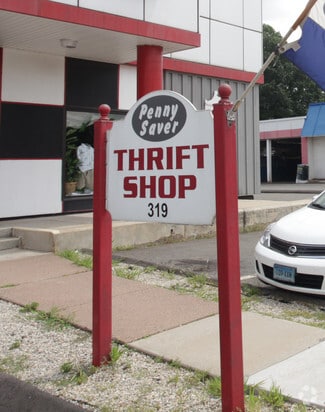 Penny
Saver
THRIFT
SHOP
319